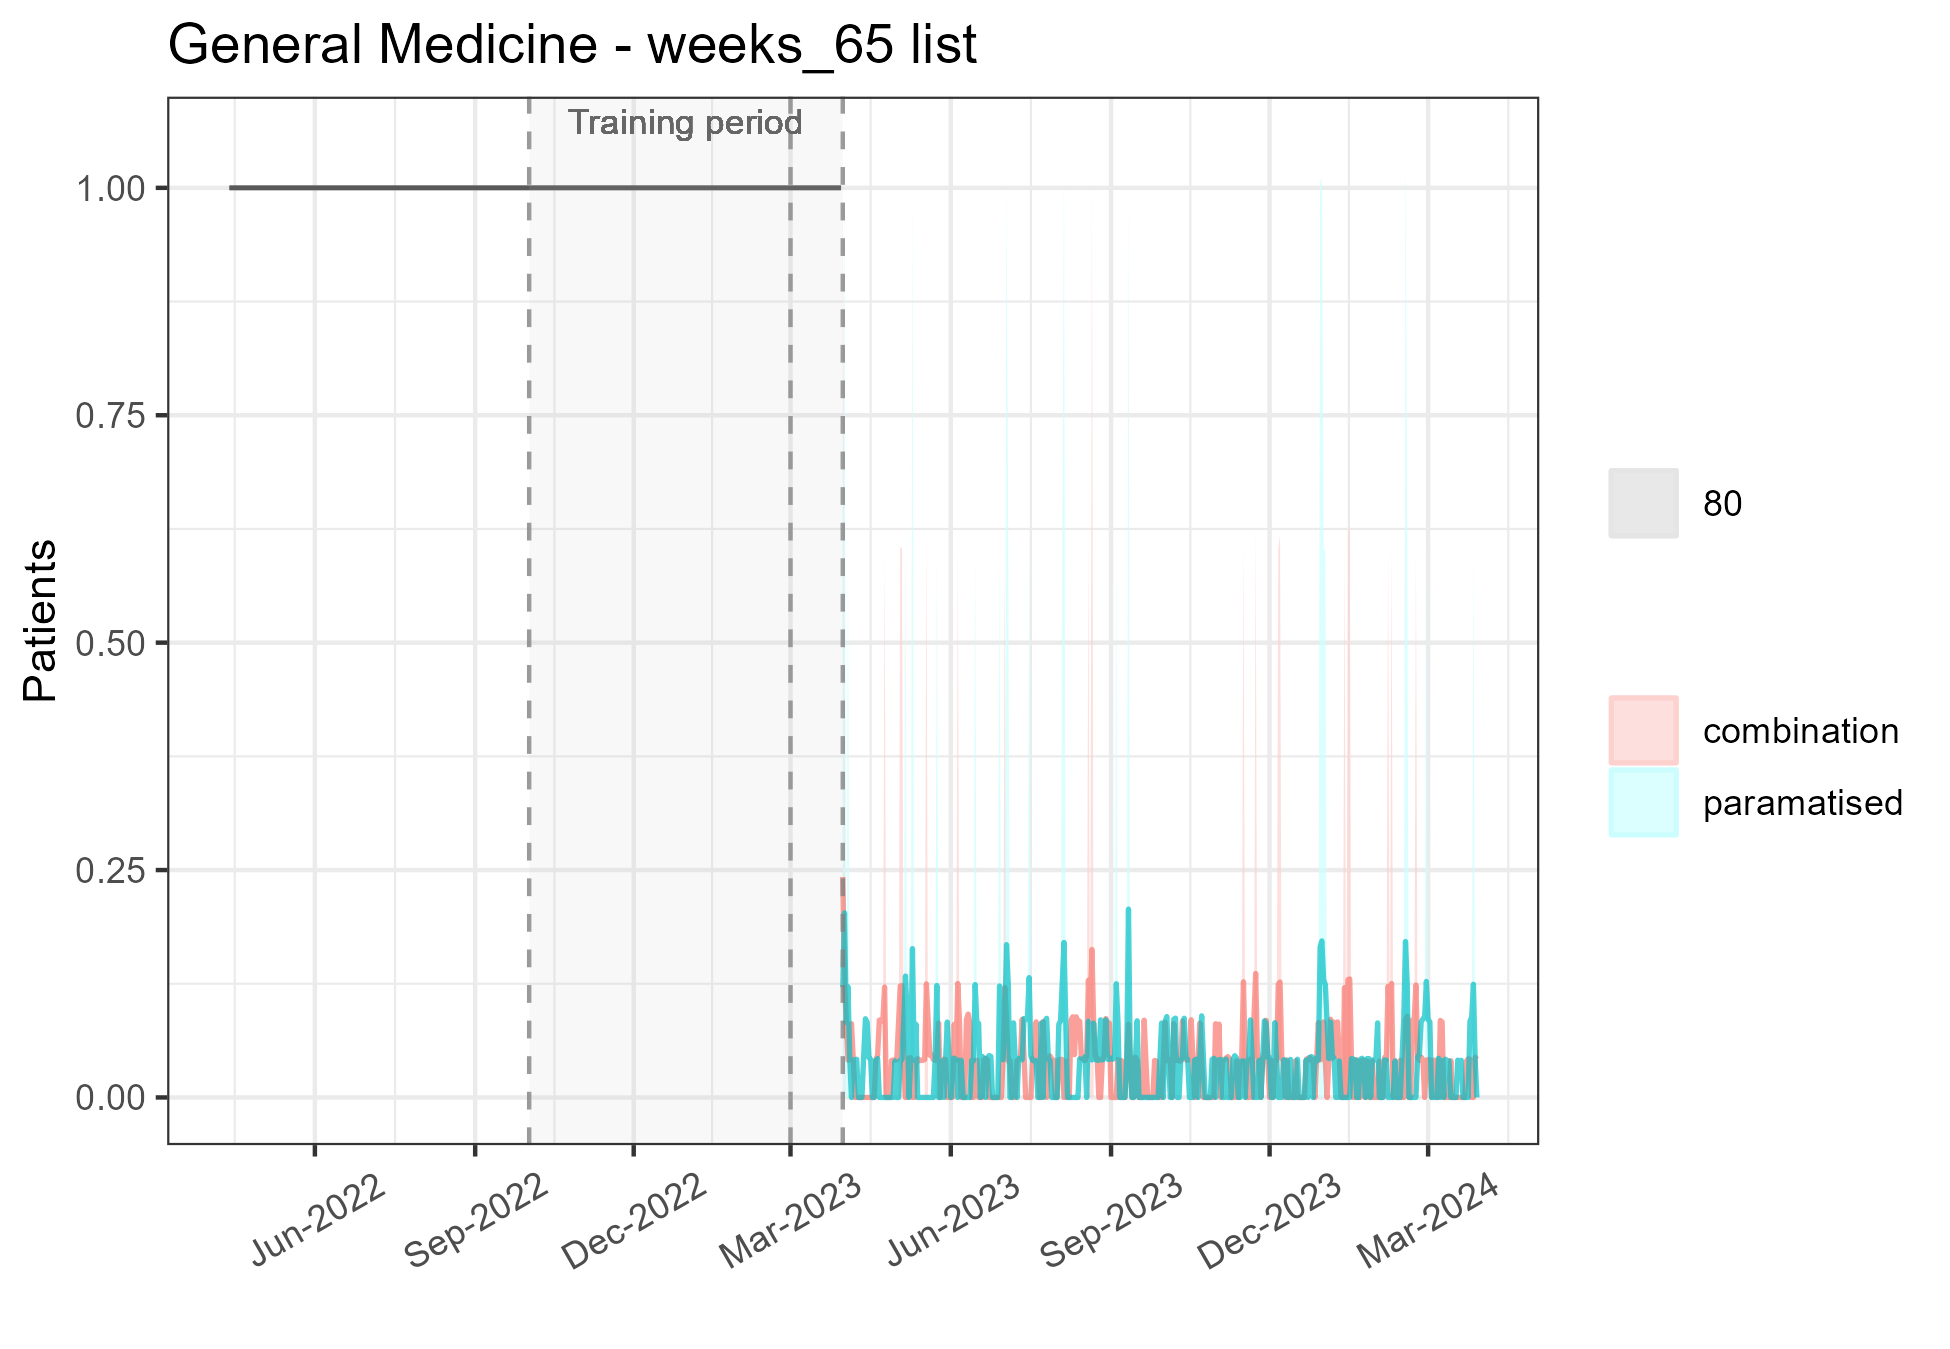 General Medicine - weeks_65 list
Training period
Patients
1.00
0.75
0.50
0.25
0.00
Jun-2022
Sep-2022
Dec-2022
Mar-2023
Jun-2023
Sep-2023
Dec-2023
Mar-2024
80
combination
paramatised